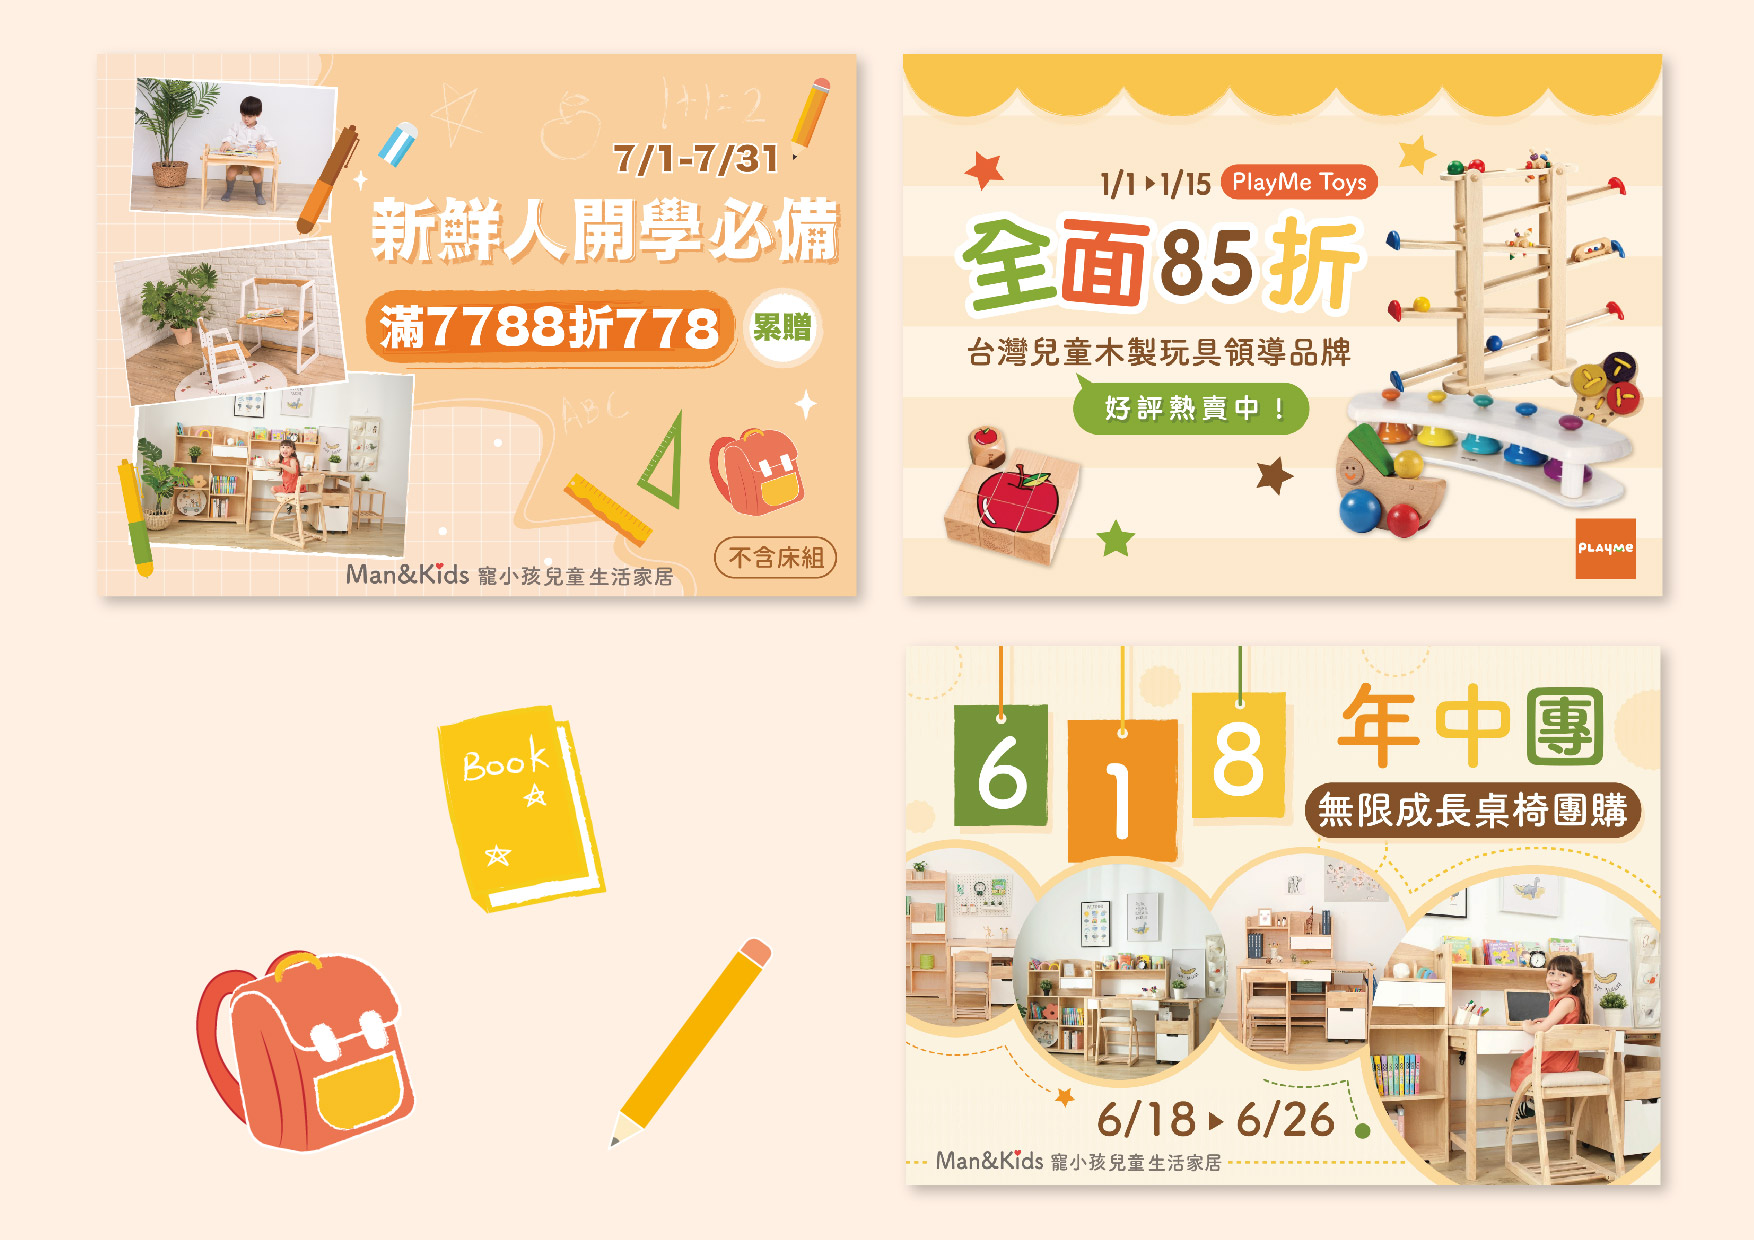 1+1=2
7/1-7/31
新鮮人開學必備
滿7788折778
累贈
ABC
不含床組
Man&Kids 寵小孩兒童生活家居
1/1 ▸ 1/15 PlayMe Toys
全面85折
台灣兒童木製玩具領導品牌
好評熱賣中！
PLAYMe
Book
618
年中團
無限成長桌椅團購
6/18 ▸ 6/26
Man&Kids 寵小孩兒童生活家居